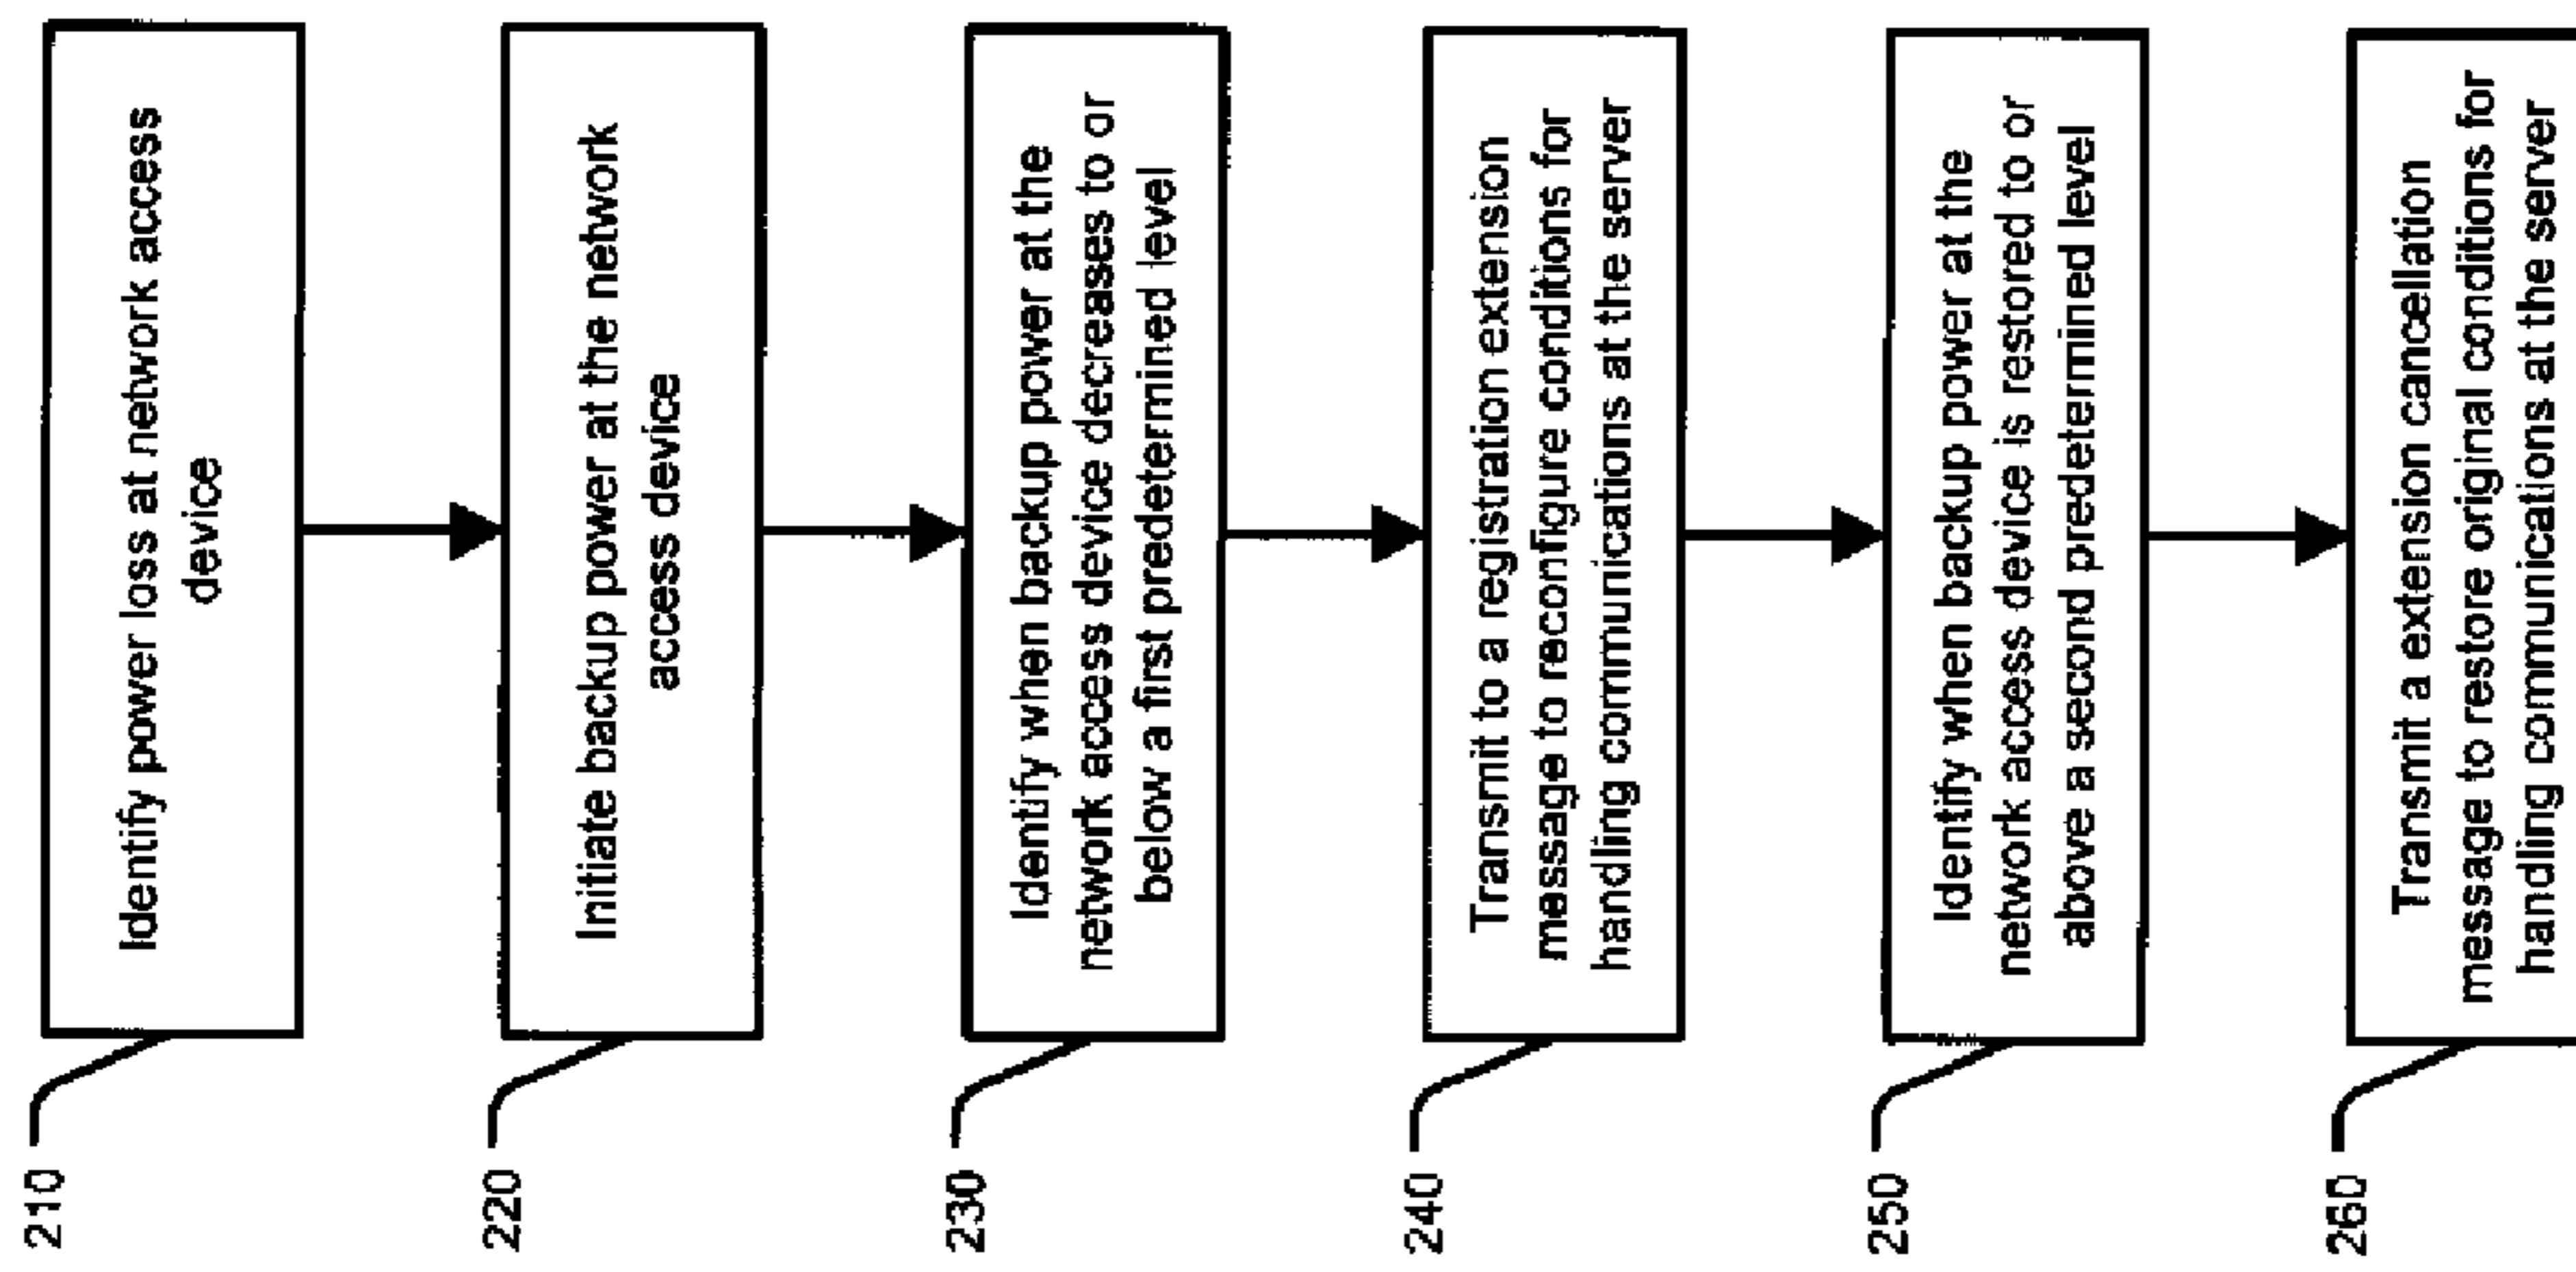 210
Identify power loss at network access
device
220
Initiate backup power at the network
access device
230
Identify when backup power at the
network access device decreases to or
below a first predetermined level
240
Transmit to a registration extension
message to reconfigure conditions for
handling communications at the server
250
Identify when backup power at the
network access device is restored to or
above a second predetermined level
260
Transmit a extension cancellation
message to restore original conditions for
handling communications at the server